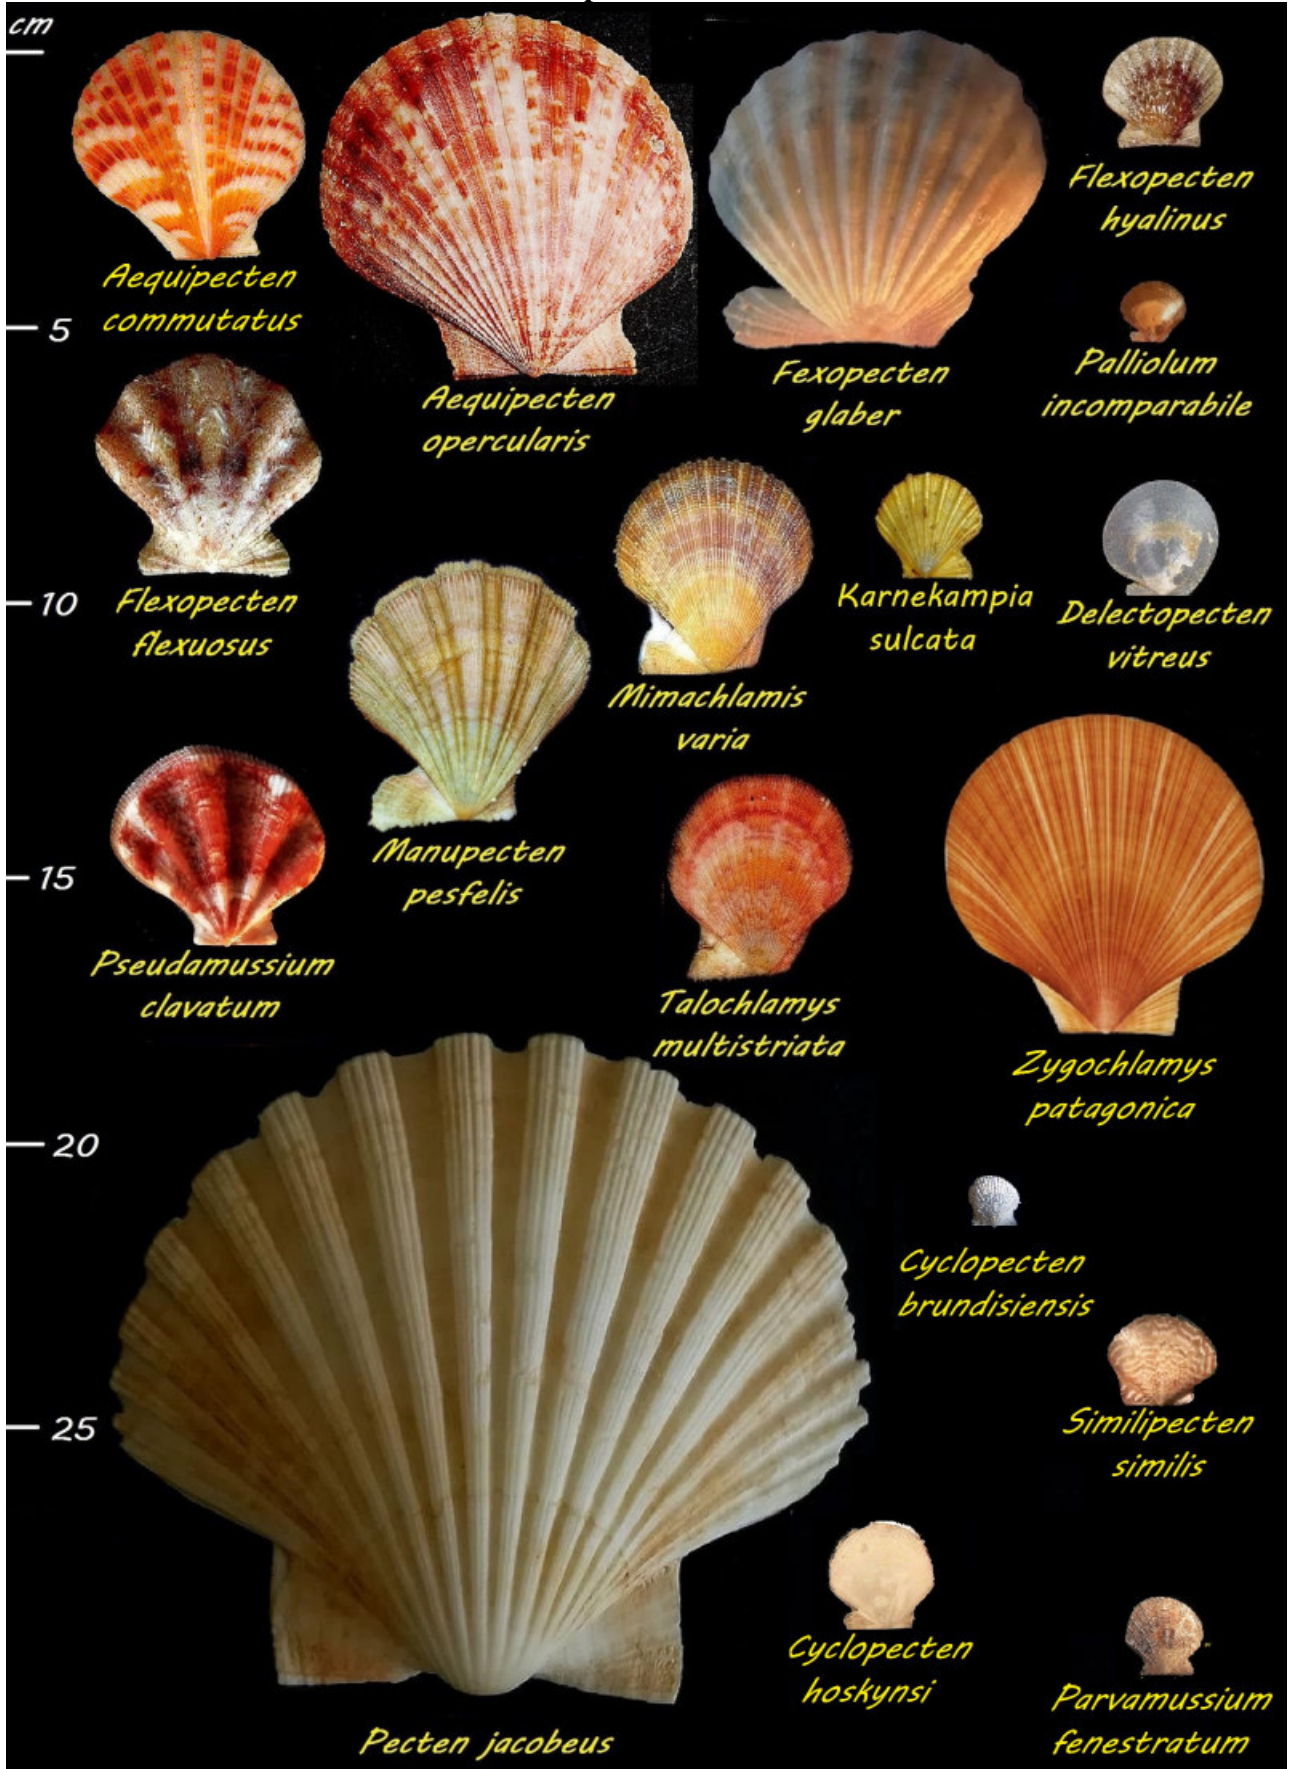 cm
Aequipecten
commutatus
Aequipecten
opercularis
Fexopecten
glaber
Flexopecten
hyalinus
Palliolum
incomparabile
5
Flexopecten
flexuosus
Mimachlamis
varia
Karnekampia
sulcata
Delectopecten
vitreus
10
Manupecten
pesfelis
15
Pseudamussium
clavatum
Talochlamys
multistriata
Zygochlamys
patagonica
20
Cyclopecten
brundisiensis
Similipecten
similis
25
Cyclopecten
hoskynsi
Parvamussium
fenestratum
Pecten jacobeus